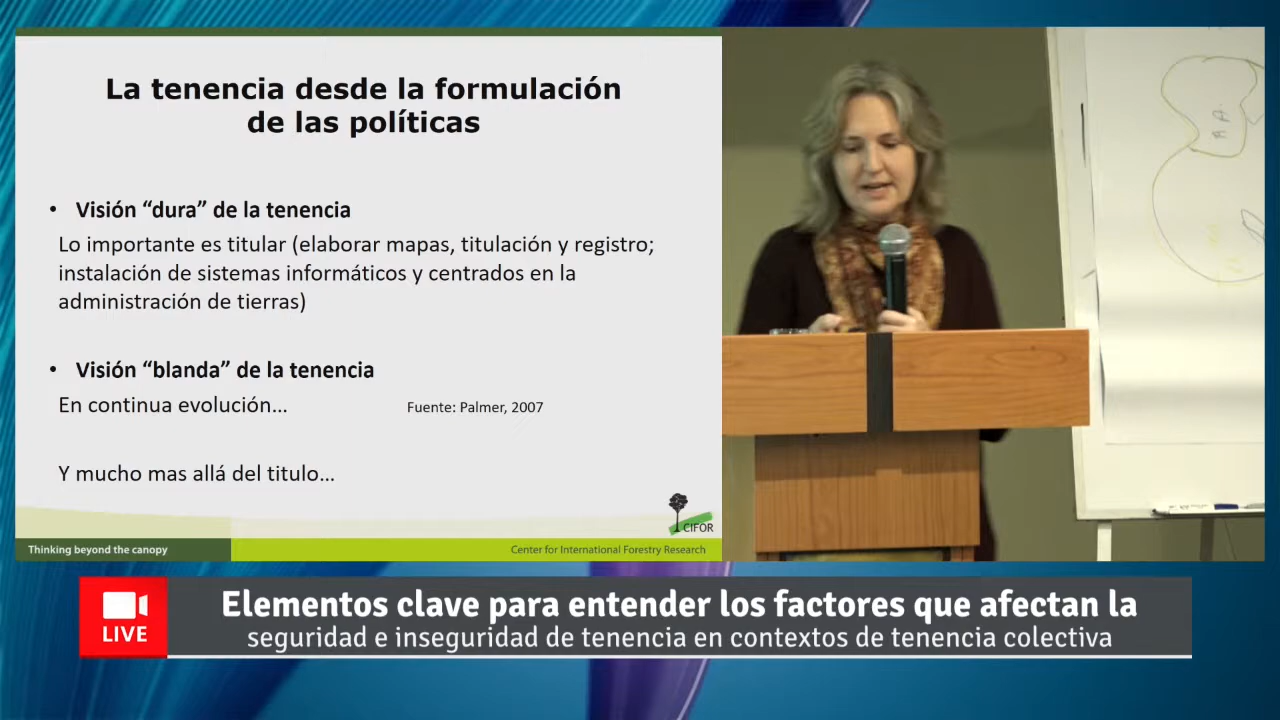 La tenencia desde la formulación
de las políticas
• Visión “dura” de la tenencia
Lo importante es titular (elaborar mapas, titulación y registro;
instalación de sistemas informáticos y centrados en la
administración de tierras)
• Visión “blanda” de la tenencia
En continua evolución...
Fuente: Palmer, 2007
Y mucho mas allá del titulo...
CIFOR
Thinking beyond the canopy
Center for International Forestry Research
LIVE
Elementos clave para entender los factores que afectan la
seguridad e inseguridad de tenencia en contextos de tenencia colectiva